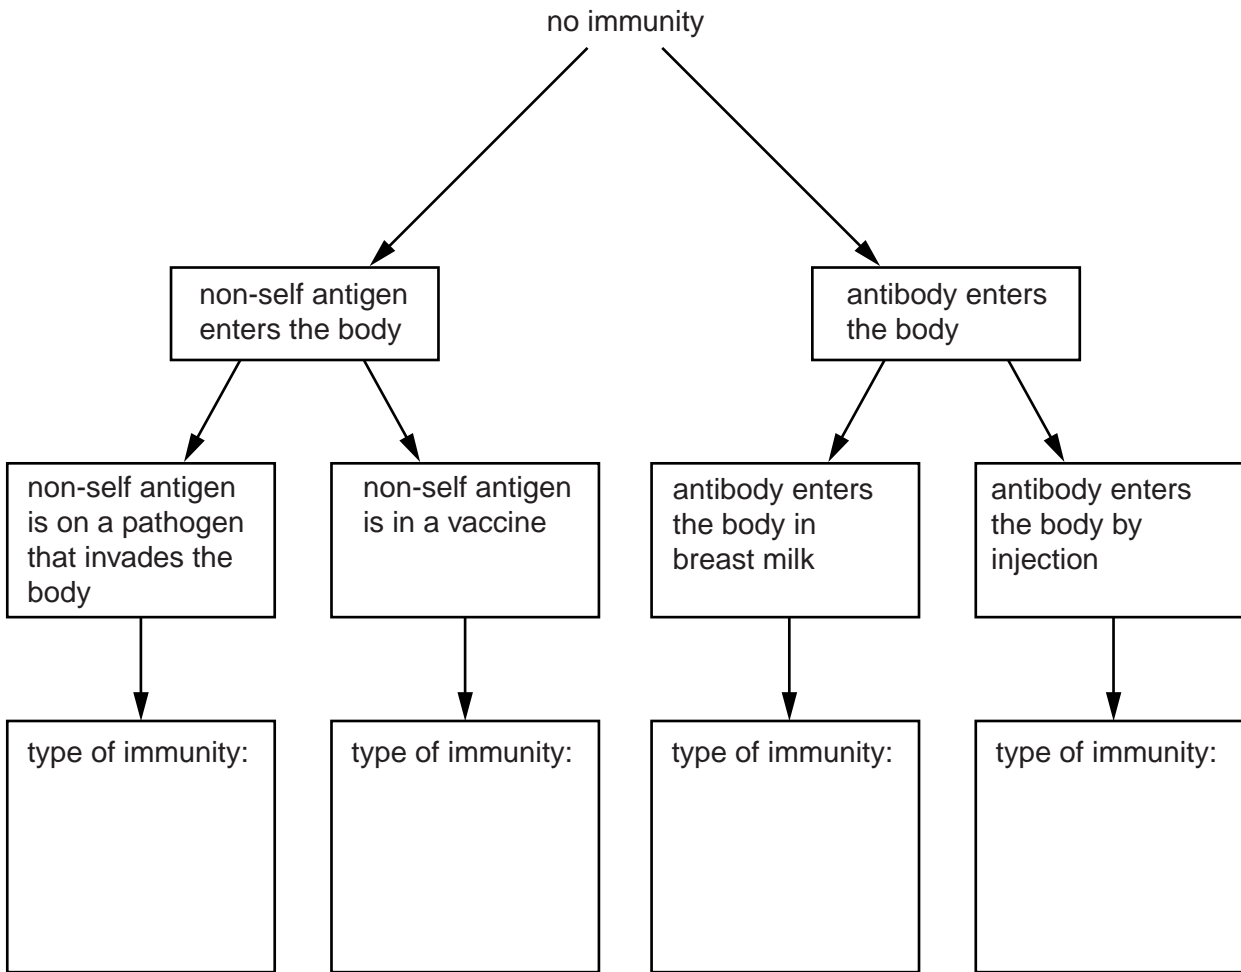 no immunity
non-self antigen
enters the body
antibody enters
the body
non-self antigen
is on a pathogen
that invades the
body
non-self antigen
is in a vaccine
antibody enters
the body in
breast milk
antibody enters
the body by
injection
type of immunity:
type of immunity:
type of immunity:
type of immunity: